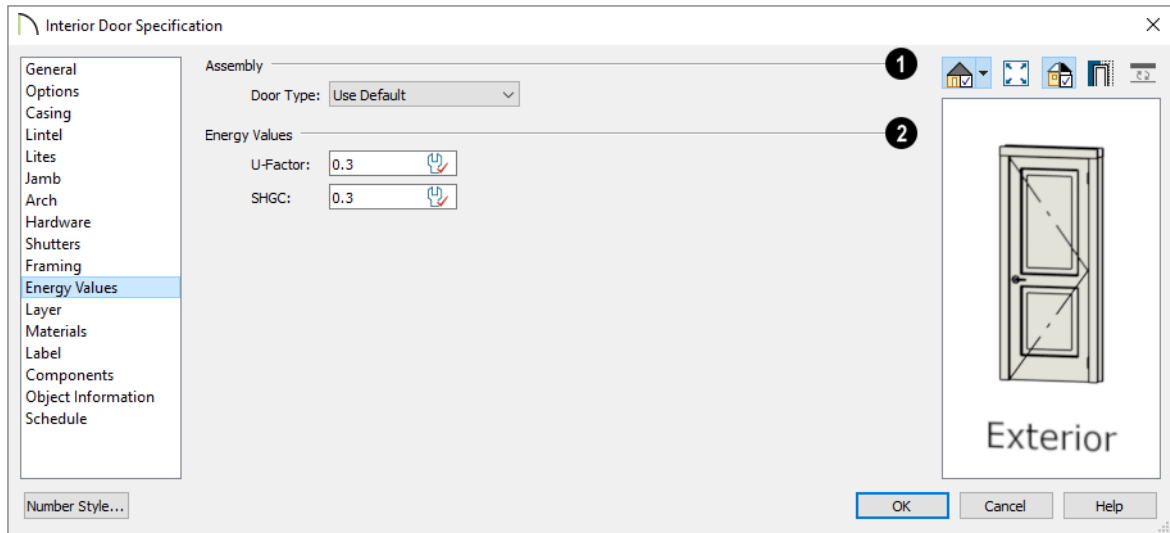 Interior Door Specification
General
Options
Casing
Lintel
Lites
Jamb
Arch
Hardware
Shutters
Framing
Energy Values
Layer
Materials
Label
Components
Object Information
Schedule
Assembly
1
Door Type: Use Default
Energy Values
2
U-Factor: 0.3
SHGC: 0.3
Exterior
Number Style...
OK
Cancel
Help